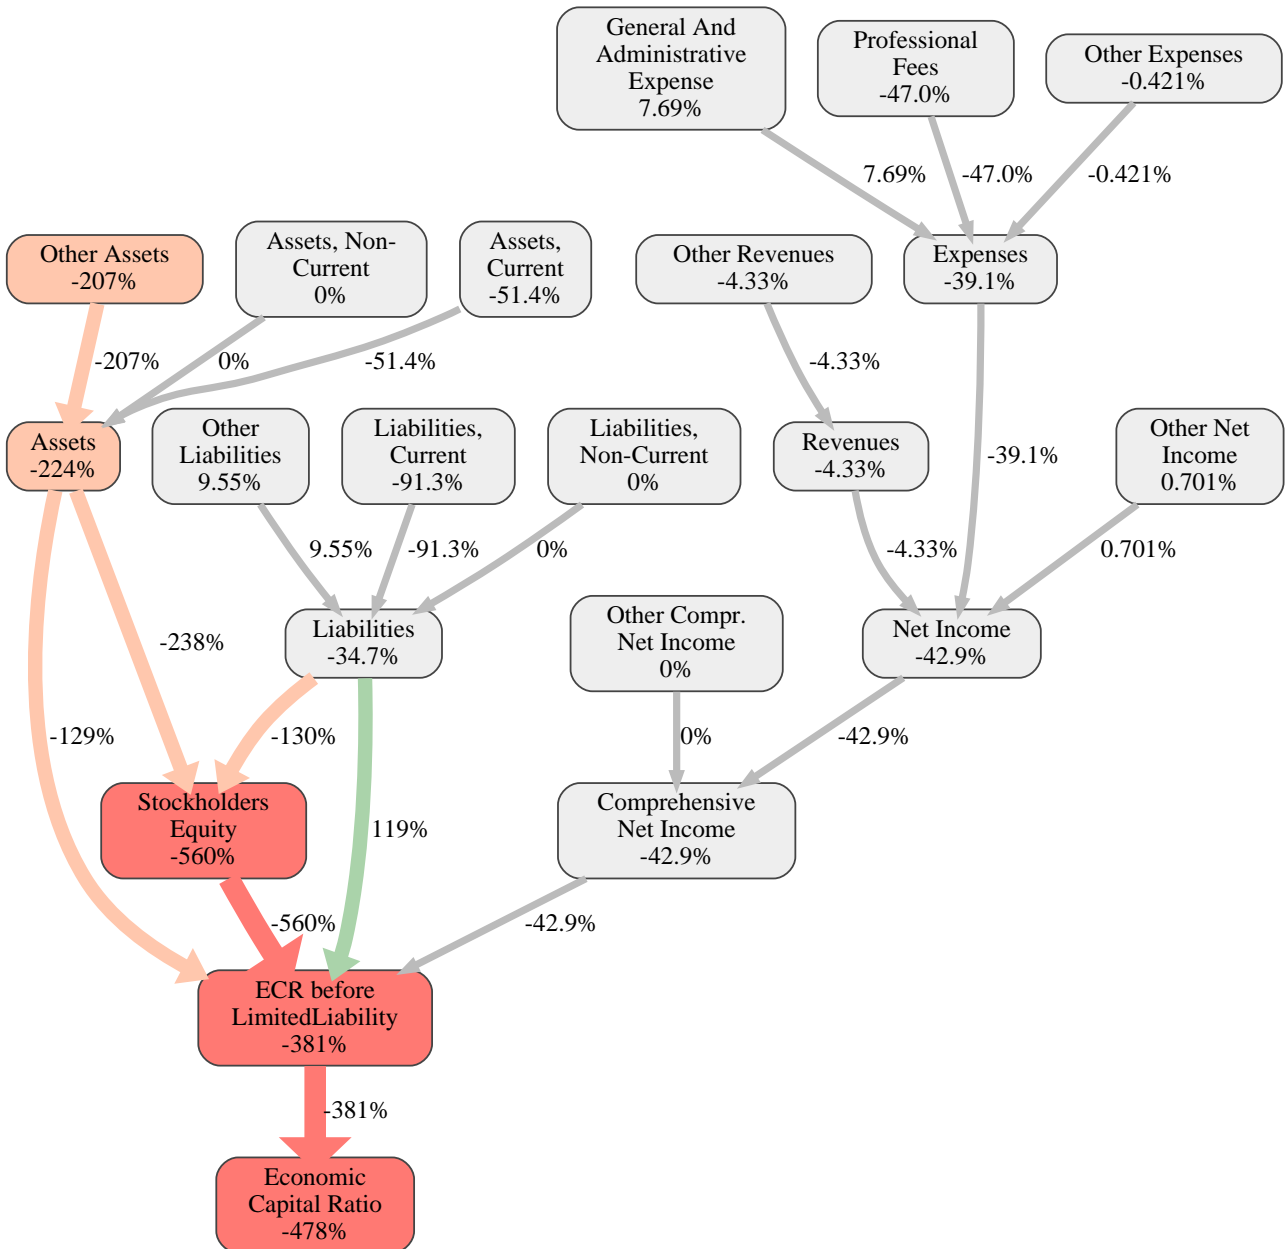 General And
Administrative
Expense
7.69%
Professional
Fees
-47.0%
Other Expenses
-0.421%
7.69%
-47.0%
-0.421%
Other Assets
-207%
Assets, Non-
Current
0%
Assets,
Current
-51.4%
Other Revenues
-4.33%
Expenses
-39.1%
-207%
0%
-51.4%
-4.33%
Assets
-224%
Other
Liabilities
9.55%
Liabilities,
Current
-91.3%
Liabilities,
Non-Current
0%
Revenues
-4.33%
-39.1%
Other Net
Income
0.701%
9.55%
-91.3%
0%
-4.33%
0.701%
-238%
Liabilities
-34.7%
Other Compr.
Net Income
0%
Net Income
-42.9%
-129%
-130%
0%
-42.9%
Stockholders
Equity
-560%
119%
Comprehensive
Net Income
-42.9%
-560%
-42.9%
ECR before
LimitedLiability
-381%
-381%
Economic
Capital Ratio
-478%